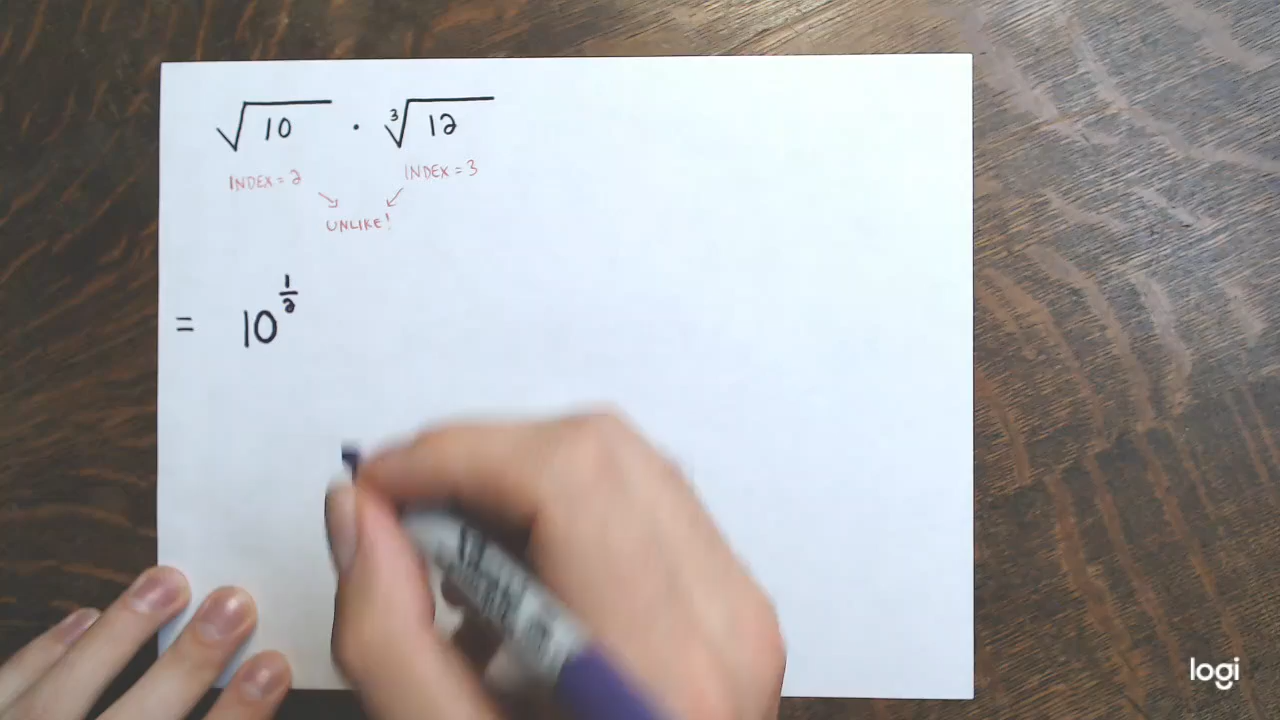 √10 · ∛12
INDEX = 2 INDEX = 3
UNLIKE!
= 10^(1/2)
logi